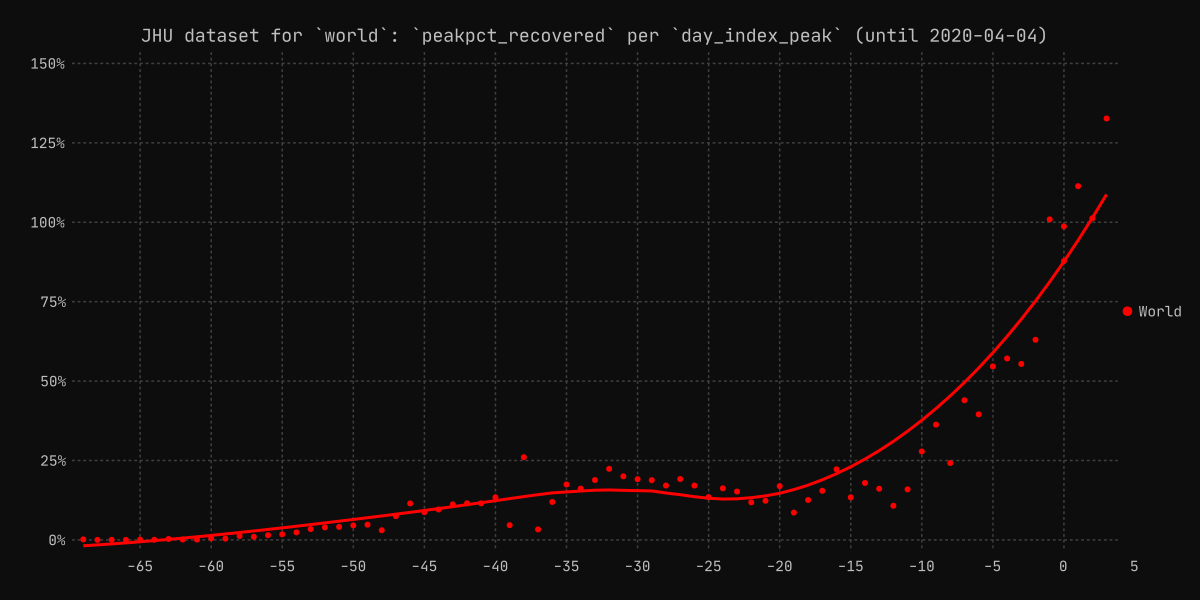 JHU dataset for `world`: `peakpct_recovered` per `day_index_peak` (until 2020-04-04)
150%
125%
100%
75%
50%
25%
0%
World
-65 -60 -55 -50 -45 -40 -35 -30 -25 -20 -15 -10 -5 0 5